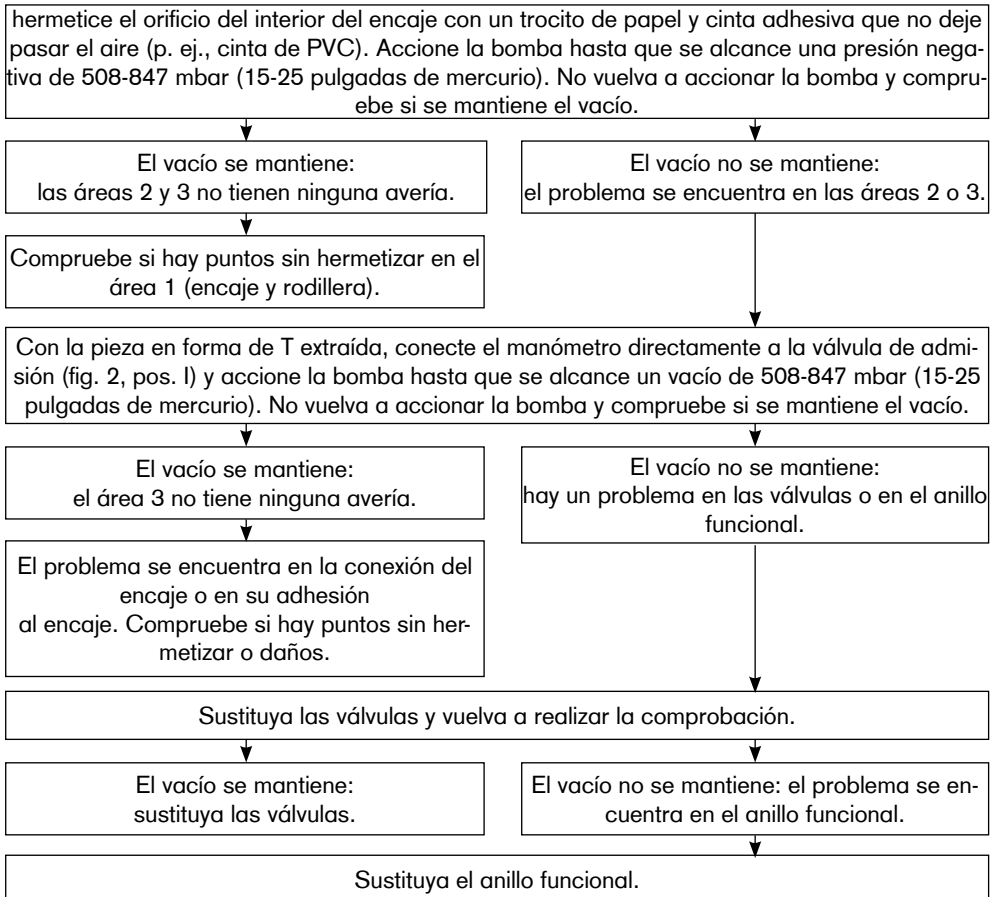 hermetice el orificio del interior del encaje con un trocito de papel y cinta adhesiva que no deje
pasar el aire (p. ej., cinta de PVC). Accione la bomba hasta que se alcance una presión nega-
tiva de 508-847 mbar (15-25 pulgadas de mercurio). No vuelva a accionar la bomba y compru-
ebe si se mantiene el vacío.
El vacío se mantiene:
las áreas 2 y 3 no tienen ninguna avería.
El vacío no se mantiene:
el problema se encuentra en las áreas 2 o 3.
Compruebe si hay puntos sin hermetizar en el
área 1 (encaje y rodillera).
Con la pieza en forma de T extraída, conecte el manómetro directamente a la válvula de admi-
sión (fig. 2, pos. I) y accione la bomba hasta que se alcance un vacío de 508-847 mbar (15-25
pulgadas de mercurio). No vuelva a accionar la bomba y compruebe si se mantiene el vacío.
El vacío se mantiene:
el área 3 no tiene ninguna avería.
El vacío no se mantiene:
hay un problema en las válvulas o en el anillo
funcional.
El problema se encuentra en la conexión del
encaje o en su adhesión
al encaje. Compruebe si hay puntos sin her-
metizar o daños.
Sustituya las válvulas y vuelva a realizar la comprobación.
El vacío se mantiene:
sustituya las válvulas.
El vacío no se mantiene: el problema se en-
cuentra en el anillo funcional.
Sustituya el anillo funcional.